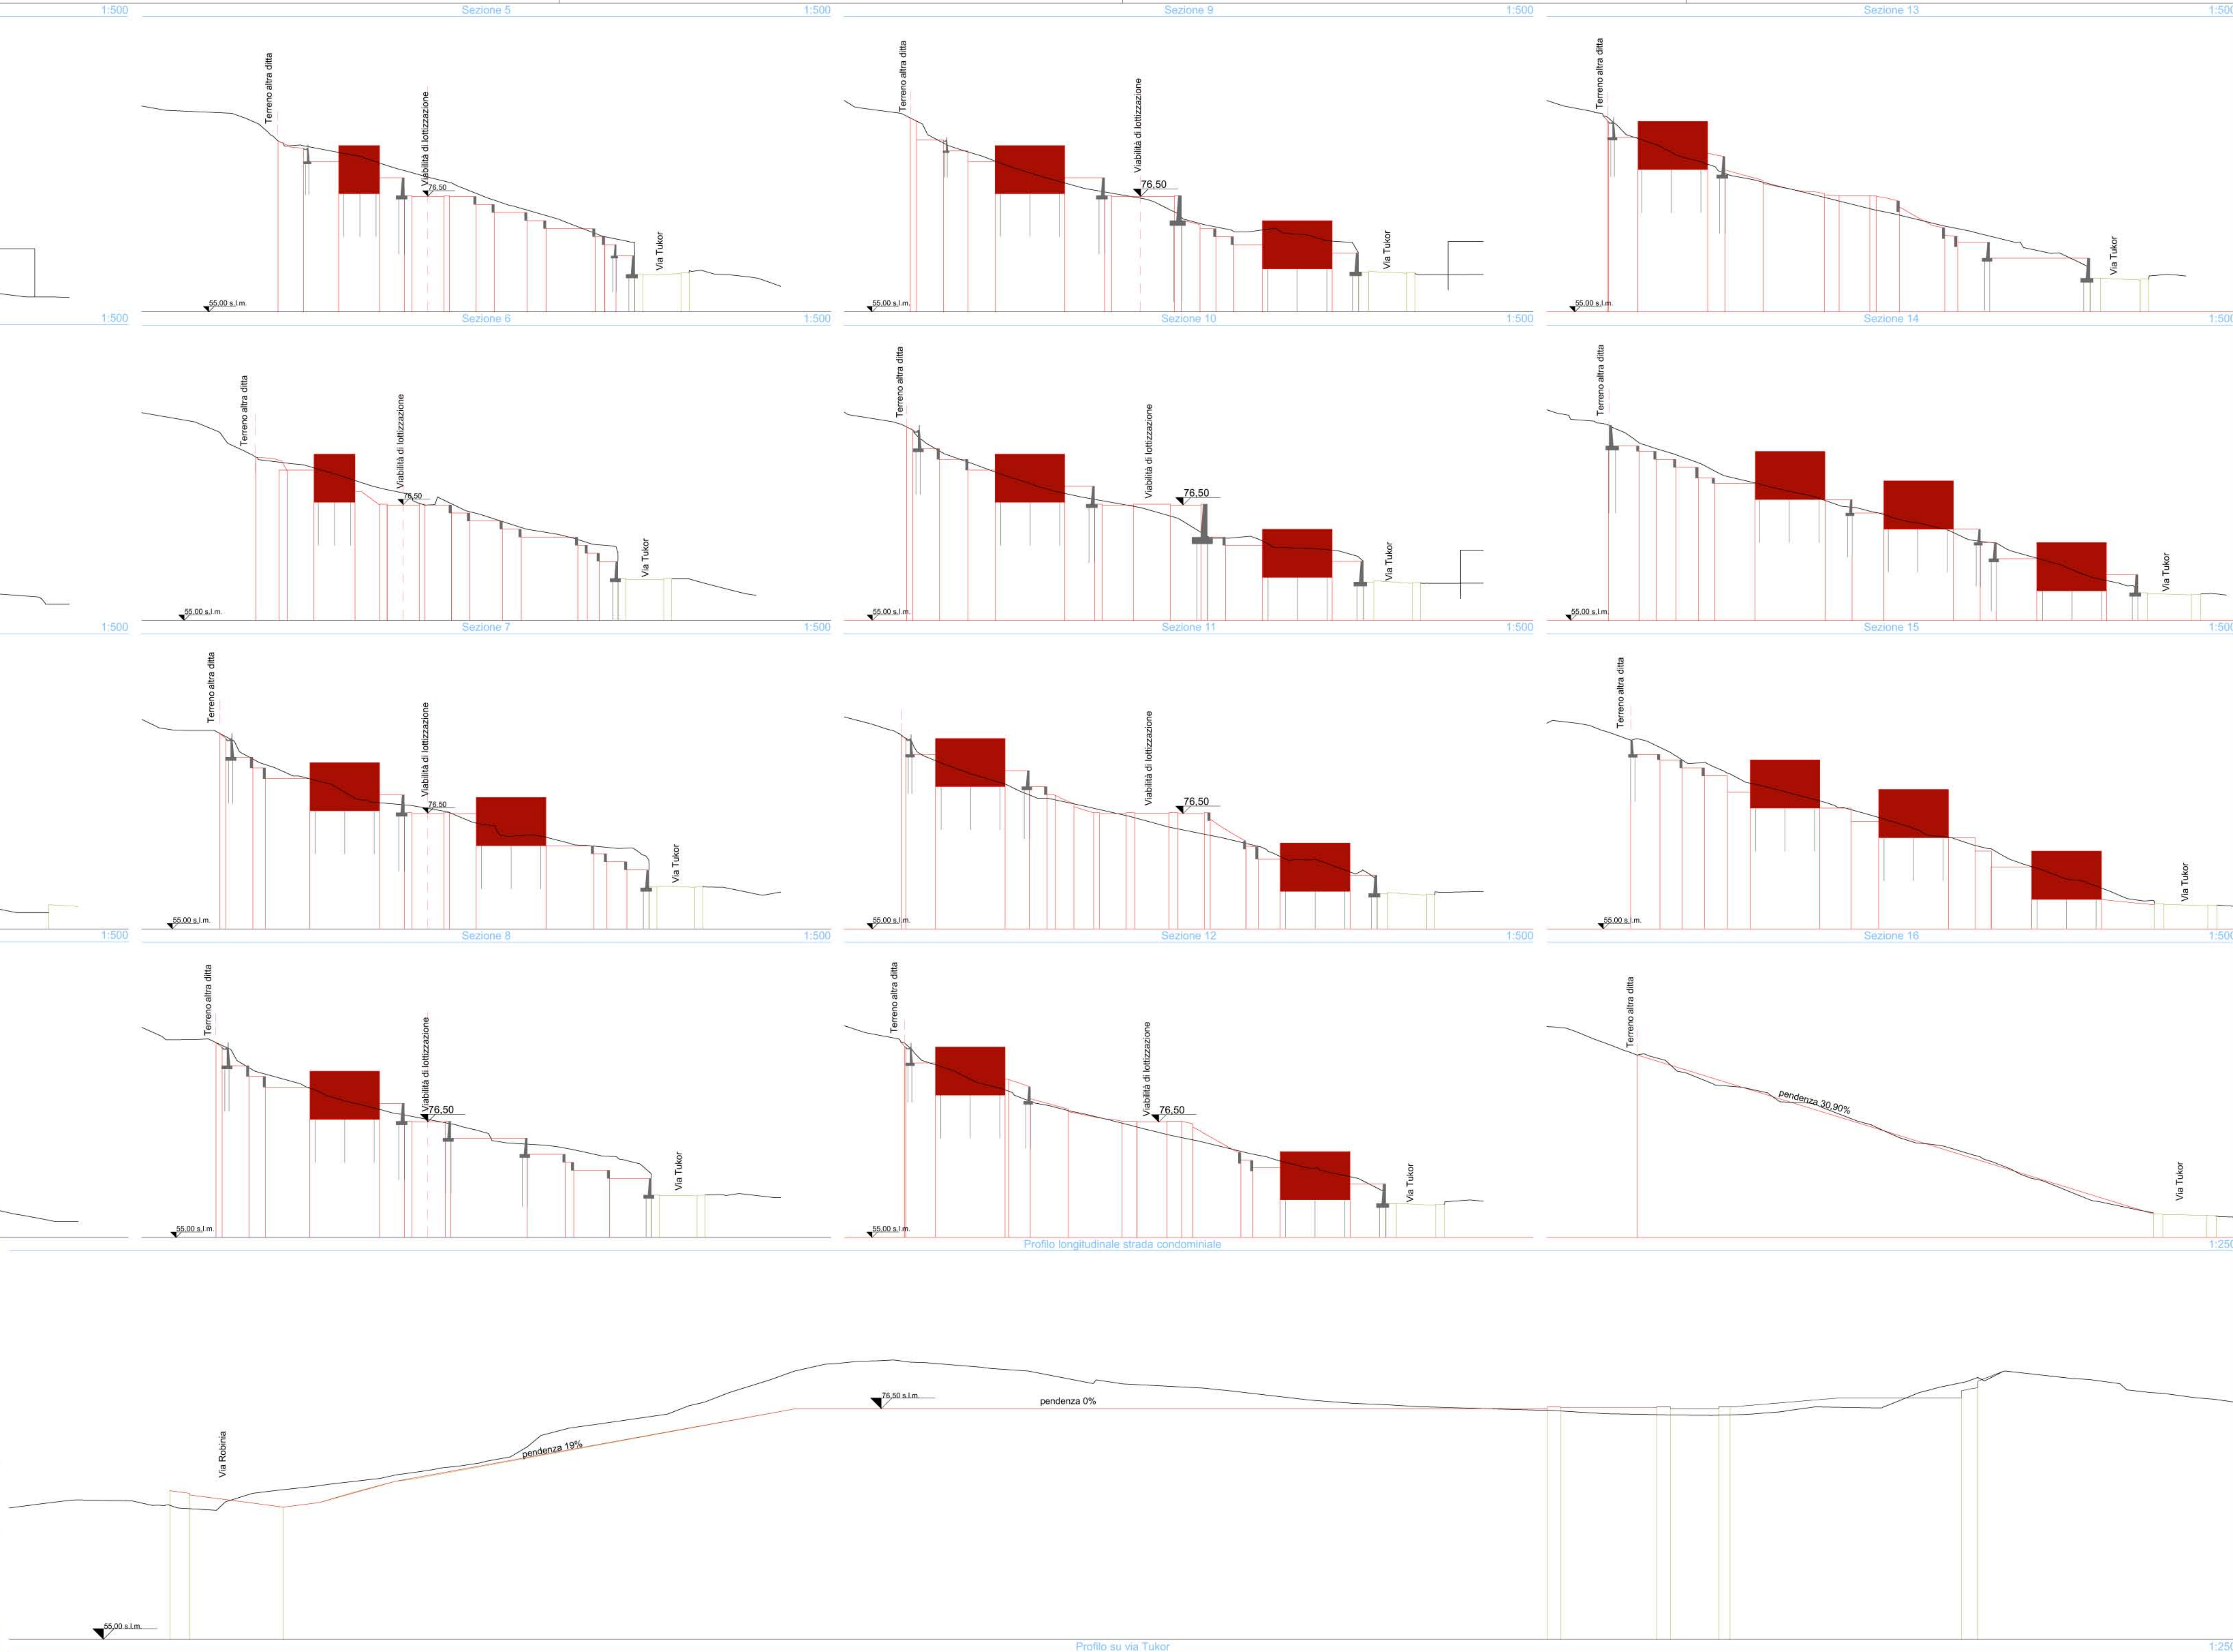 1:500
Sezione 5
1:500
Sezione 9
1:500
Sezione 13
1:500
Terreno altra ditta
Viabilità di lottizzazione
76,50
Via Tukor
55.00 s.l.m.
Terreno altra ditta
Viabilità di lottizzazione
76,50
Via Tukor
55.00 s.l.m.
Terreno altra ditta
Via Tukor
55.00 s.l.m.
1:500
Sezione 6
1:500
Sezione 10
1:500
Sezione 14
1:500
Terreno altra ditta
Viabilità di lottizzazione
76,50
Via Tukor
55.00 s.l.m.
Terreno altra ditta
Viabilità di lottizzazione
76,50
Via Tukor
55.00 s.l.m.
Terreno altra ditta
Via Tukor
55.00 s.l.m.
1:500
Sezione 7
1:500
Sezione 11
1:500
Sezione 15
1:500
Terreno altra ditta
Viabilità di lottizzazione
76,50
Via Tukor
55.00 s.l.m.
Viabilità di lottizzazione
76,50
55.00 s.l.m.
Terreno altra ditta
Via Tukor
55.00 s.l.m.
1:500
Sezione 8
1:500
Sezione 12
1:500
Sezione 16
1:500
Terreno altra ditta
Viabilità di lottizzazione
76,50
Via Tukor
55.00 s.l.m.
Terreno altra ditta
Viabilità di lottizzazione
76,50
Via Tukor
55.00 s.l.m.
Terreno altra ditta
pendenza 30,90%
Via Tukor
Profilo longitudinale strada condominiale
1:250
Via Robinia
pendenza 19%
76,50 s.l.m.
pendenza 0%
55,00 s.l.m.
Profilo su via Tukor
1:250